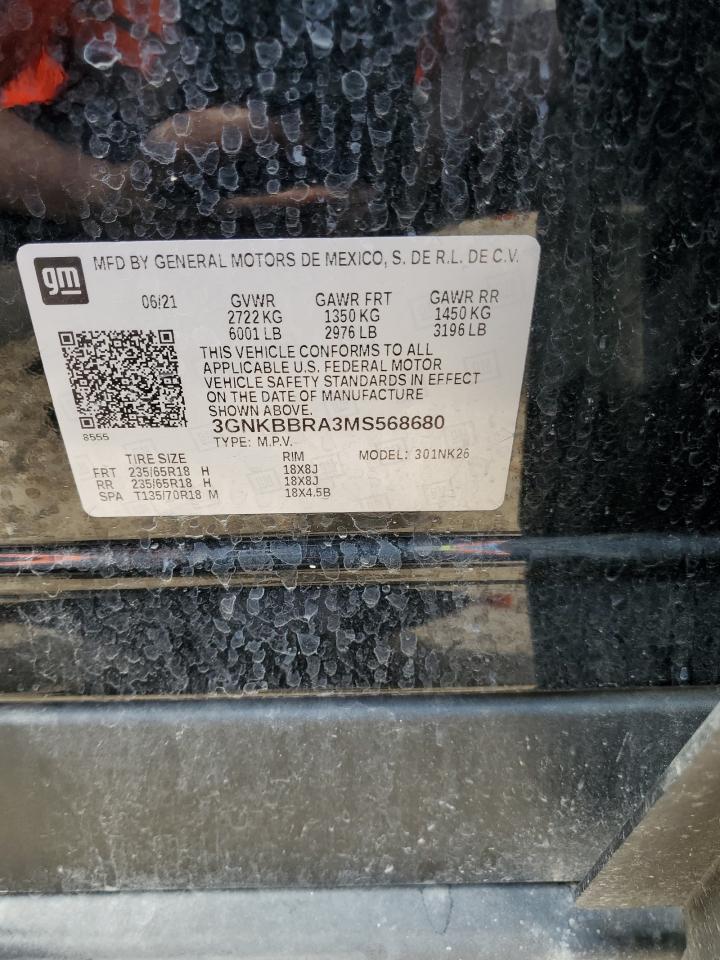 gm
MFD BY GENERAL MOTORS DE MEXICO, S. DE R.L. DE C.V.
06/21 GVWR GAWR FRT GAWR RR
2722 KG 1350 KG 1450 KG
6001 LB 2976 LB 3196 LB
THIS VEHICLE CONFORMS TO ALL
APPLICABLE U.S. FEDERAL MOTOR
VEHICLE SAFETY STANDARDS IN EFFECT
ON THE DATE OF MANUFACTURE
SHOWN ABOVE.
8555
3GNKBBRA3MS568680
TYPE: M.P.V.
TIRE SIZE RIM MODEL: 301NK26
FRT 235/65R18 H 18X8J
RR 235/65R18 H 18X8J
SPA T135/70R18 M 18X4.5B